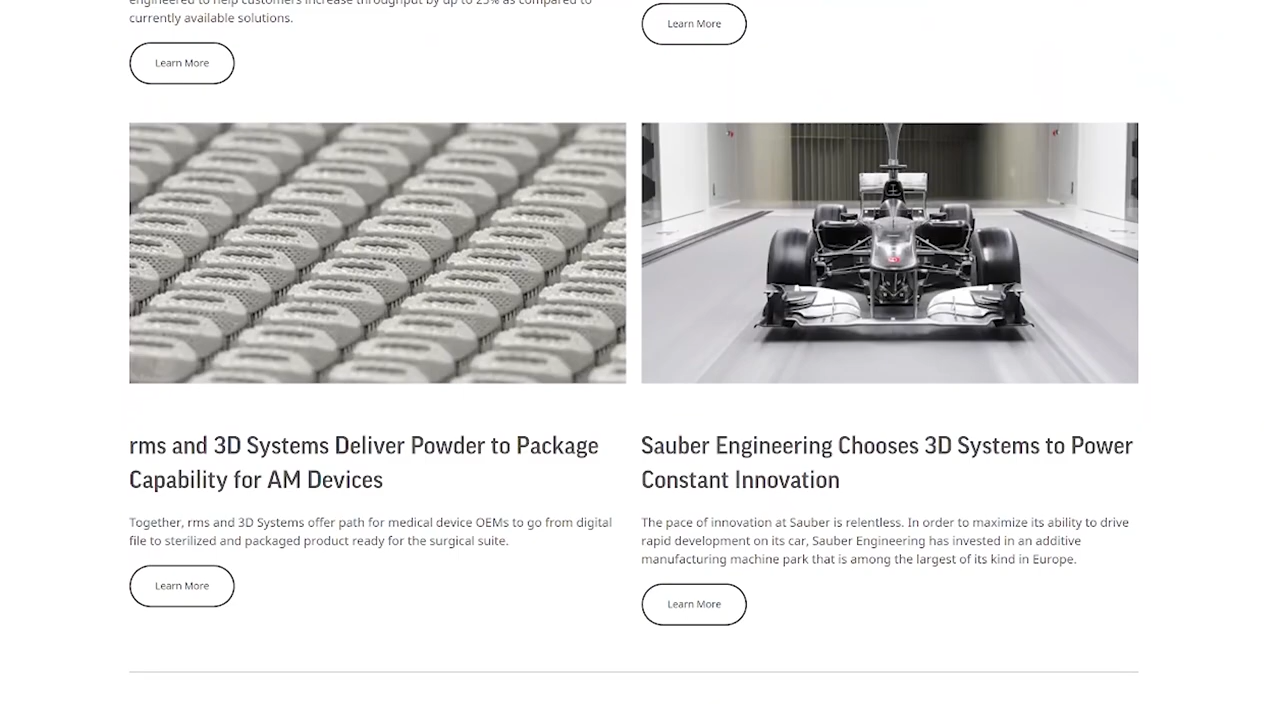 engineered to help customers increase throughput by up to 25% as compared to
currently available solutions.
Learn More
Learn More
rms and 3D Systems Deliver Powder to Package
Capability for AM Devices
Together, rms and 3D Systems offer path for medical device OEMs to go from digital
file to sterilized and packaged product ready for the surgical suite.
Learn More
Sauber Engineering Chooses 3D Systems to Power
Constant Innovation
The pace of innovation at Sauber is relentless. In order to maximize its ability to drive
rapid development on its car, Sauber Engineering has invested in an additive
manufacturing machine park that is among the largest of its kind in Europe.
Learn More